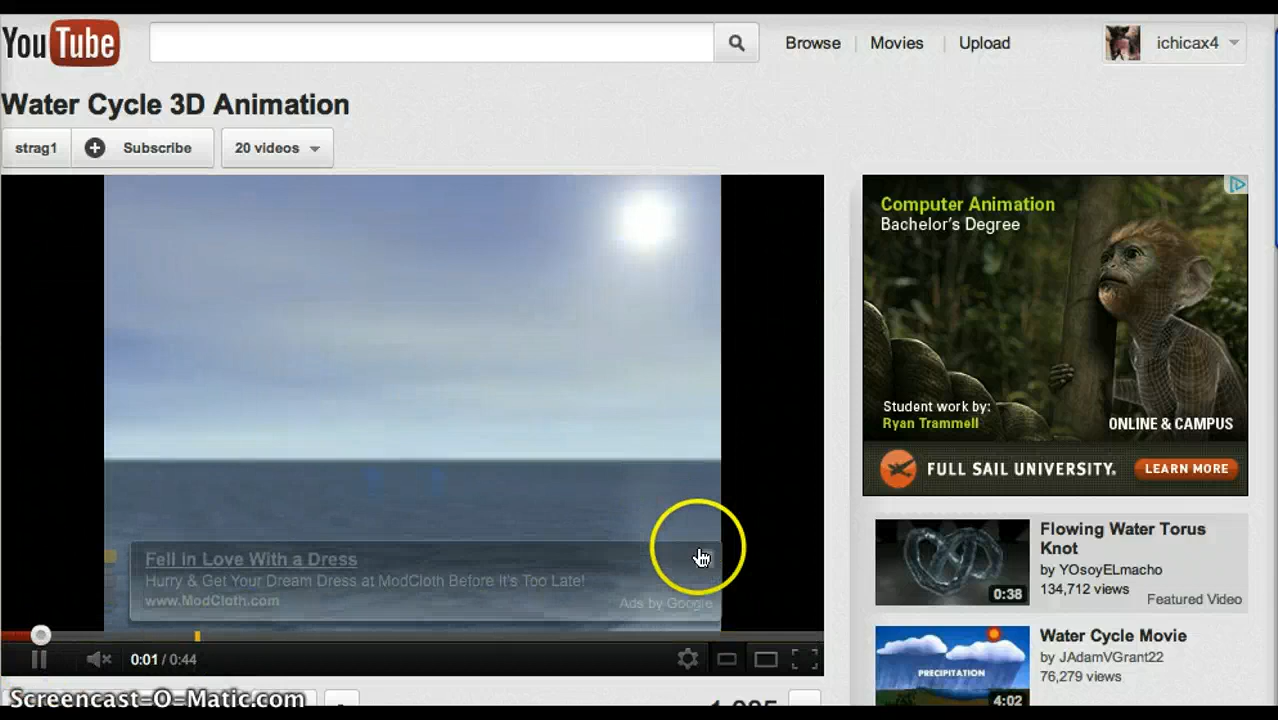 YouTube
Browse
Movies
Upload
ichicax4
Water Cycle 3D Animation
strag1
Subscribe
20 videos
Computer Animation
Bachelor's Degree
Student work by:
Ryan Trammell
ONLINE & CAMPUS
FULL SAIL UNIVERSITY.
LEARN MORE
Fell in Love With a Dress
Hurry & Get Your Dream Dress at ModCloth Before It's Too Late!
www.ModCloth.com
Ads by Google
0:01 / 0:44
Flowing Water Torus
Knot
by YOsoyELmacho
134,712 views
Featured Video
0:38
Water Cycle Movie
by JAdamVGrant22
76,279 views
PRECIPITATION
4:02
Screencast-O-Matic.com